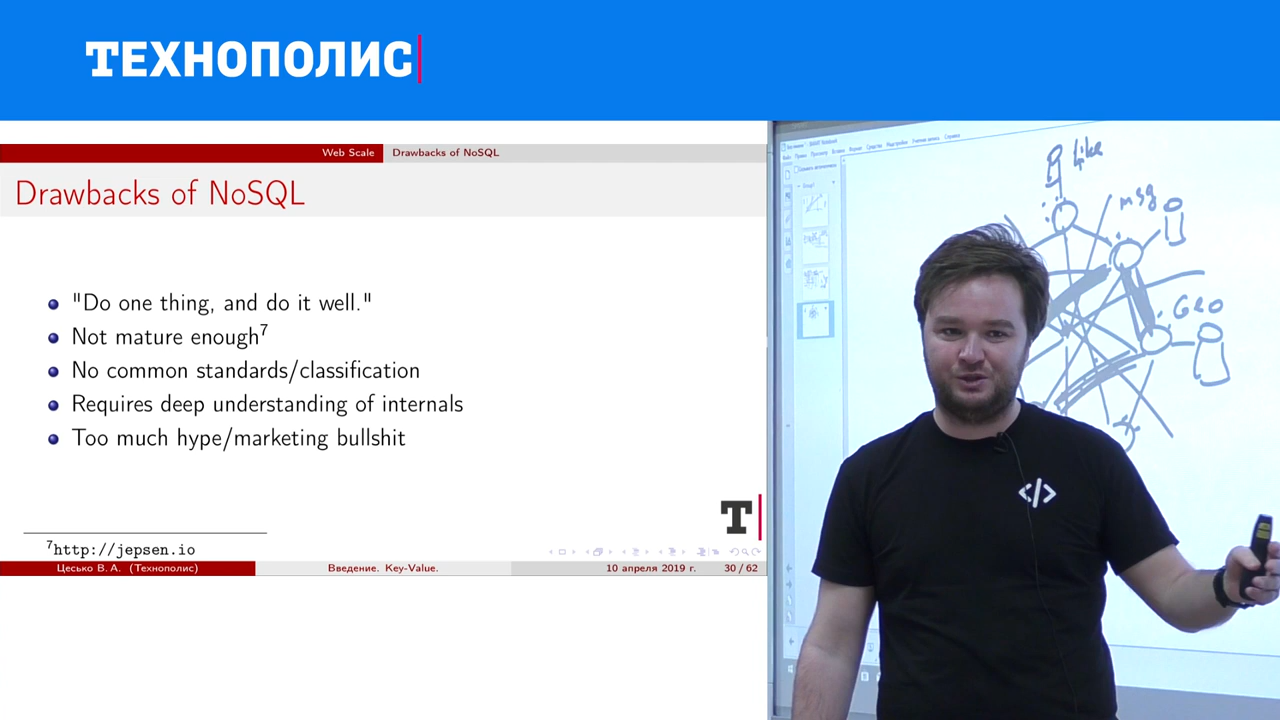 ТЕХНОПОЛИС
Web Scale
Drawbacks of NoSQL
Drawbacks of NoSQL
"Do one thing, and do it well."
Not mature enough7
No common standards/classification
Requires deep understanding of internals
Too much hype/marketing bullshit
T
7http://jepsen.io
Цесько В. А. (Технополис)
Введение. Key-Value.
10 апреля 2019 г.
30 / 62
like
msg
Geo
</>